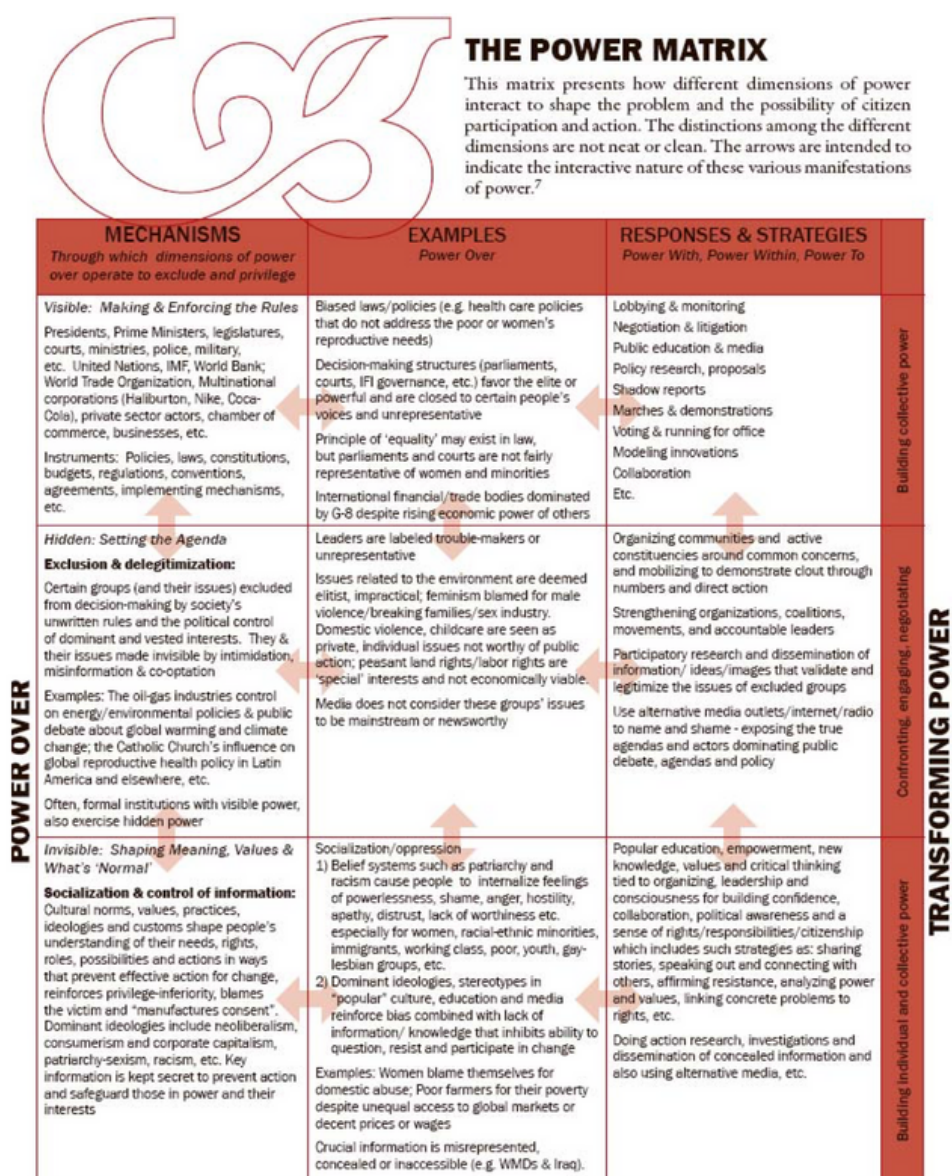 THE POWER MATRIX
This matrix presents how different dimensions of power
interact to shape the problem and the possibility of citizen
participation and action. The distinctions among the different
dimensions are not neat or clean. The arrows are intended to
indicate the interactive nature of these various manifestations
of power.7
MECHANISMS
Through which dimensions of power
over operate to exclude and privilege
EXAMPLES
Power Over
RESPONSES & STRATEGIES
Power With, Power Within, Power To
POWER OVER
Visible: Making & Enforcing the Rules
Presidents, Prime Ministers, legislatures,
courts, ministries, police, military,
etc. United Nations, IMF, World Bank;
World Trade Organization, Multinational
corporations (Haliburton, Nike, Coca-
Cola), private sector actors, chamber of
commerce, businesses, etc.
Instruments: Policies, laws, constitutions,
budgets, regulations, conventions,
agreements, implementing mechanisms,
etc.
Biased laws/policies (e.g. health care policies
that do not address the poor or women's
reproductive needs)
Decision-making structures (parliaments,
courts, IFI governance, etc.) favor the elite or
powerful and are closed to certain people's
voices and unrepresentative
Principle of 'equality' may exist in law,
but parliaments and courts are not fairly
representative of women and minorities
International financial/trade bodies dominated
by G-8 despite rising economic power of others
Lobbying & monitoring
Negotiation & litigation
Public education & media
Policy research, proposals
Shadow reports
Marches & demonstrations
Voting & running for office
Modeling innovations
Collaboration
Etc.
Building collective power
Hidden: Setting the Agenda
Exclusion & delegitimization:
Certain groups (and their issues) excluded
from decision-making by society's
unwritten rules and the political control
of dominant and vested interests. They &
their issues made invisible by intimidation,
misinformation & co-optation
Examples: The oil-gas industries control
on energy/environmental policies & public
debate about global warming and climate
change; the Catholic Church's influence on
global reproductive health policy in Latin
America and elsewhere, etc.
Often, formal institutions with visible power,
also exercise hidden power
Leaders are labeled trouble-makers or
unrepresentative
Issues related to the environment are deemed
elitist, impractical; feminism blamed for male
violence/breaking families/sex industry.
Domestic violence, childcare are seen as
private, individual issues not worthy of public
action; peasant land rights/labor rights are
'special' interests and not economically viable.
Media does not consider these groups' issues
to be mainstream or newsworthy
Organizing communities and active
constituencies around common concerns,
and mobilizing to demonstrate clout through
numbers and direct action
Strengthening organizations, coalitions,
movements, and accountable leaders
Participatory research and dissemination of
information/ ideas/images that validate and
legitimize the issues of excluded groups
Use alternative media outlets/internet/radio
to name and shame - exposing the true
agendas and actors dominating public
debate, agendas and policy
Confronting, engaging, negotiating
Invisible: Shaping Meaning, Values &
What's 'Normal'
Socialization & control of information:
Cultural norms, values, practices,
ideologies and customs shape people's
understanding of their needs, rights,
roles, possibilities and actions in ways
that prevent effective action for change,
reinforces privilege-inferiority, blames
the victim and "manufactures consent".
Dominant ideologies include neoliberalism,
consumerism and corporate capitalism,
patriarchy-sexism, racism, etc. Key
information is kept secret to prevent action
and safeguard those in power and their
interests
Socialization/oppression
1) Belief systems such as patriarchy and
racism cause people to internalize feelings
of powerlessness, shame, anger, hostility,
apathy, distrust, lack of worthiness etc.
especially for women, racial-ethnic minorities,
immigrants, working class, poor, youth, gay-
lesbian groups, etc.
2) Dominant ideologies, stereotypes in
"popular" culture, education and media
reinforce bias combined with lack of
information/ knowledge that inhibits ability to
question, resist and participate in change
Examples: Women blame themselves for
domestic abuse; Poor farmers for their poverty
despite unequal access to global markets or
decent prices or wages
Crucial information is misrepresented,
concealed or inaccessible (e.g. WMDs & Iraq).
Popular education, empowerment, new
knowledge, values and critical thinking
tied to organizing, leadership and
consciousness for building confidence,
collaboration, political awareness and a
sense of rights/responsibilities/citizenship
which includes such strategies as: sharing
stories, speaking out and connecting with
others, affirming resistance, analyzing power
and values, linking concrete problems to
rights, etc.
Doing action research, investigations and
dissemination of concealed information and
also using alternative media, etc.
Building individual and collective power
TRANSFORMING POWER